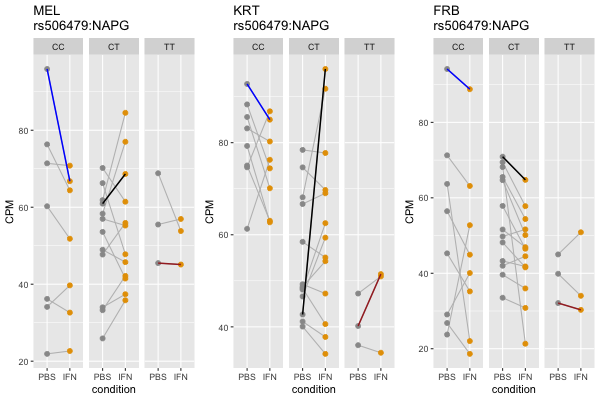 MEL
rs506479:NAPG
CC CT TT
CPM
80
60
40
20
PBS IFN PBS IFN PBS IFN
condition
KRT
rs506479:NAPG
CC CT TT
CPM
80
60
40
PBS IFN PBS IFN PBS IFN
condition
FRB
rs506479:NAPG
CC CT TT
CPM
80
60
40
20
PBS IFN PBS IFN PBS IFN
condition